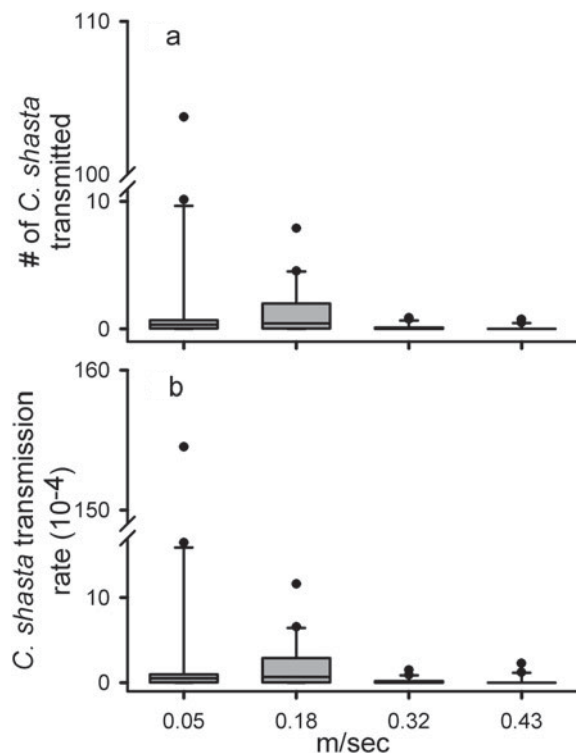 110
a
100
10
0
# of C. shasta
transmitted
160
b
150
10
0
C. shasta transmission
rate (10-4)
0.05 0.18 0.32 0.43
m/sec